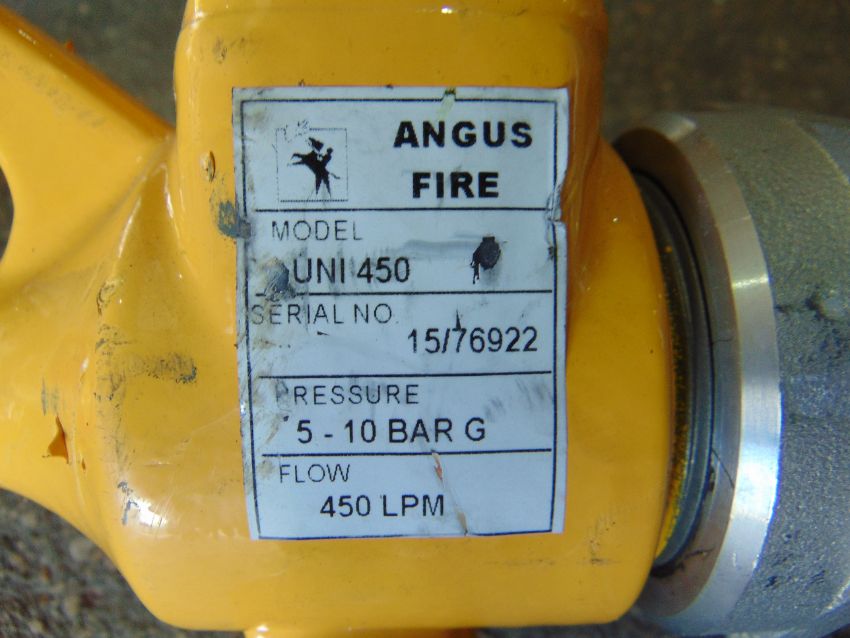 ANGUS
FIRE
MODEL
UNI 450
SERIAL NO.
15/76922
PRESSURE
5 - 10 BAR G
FLOW
450 LPM